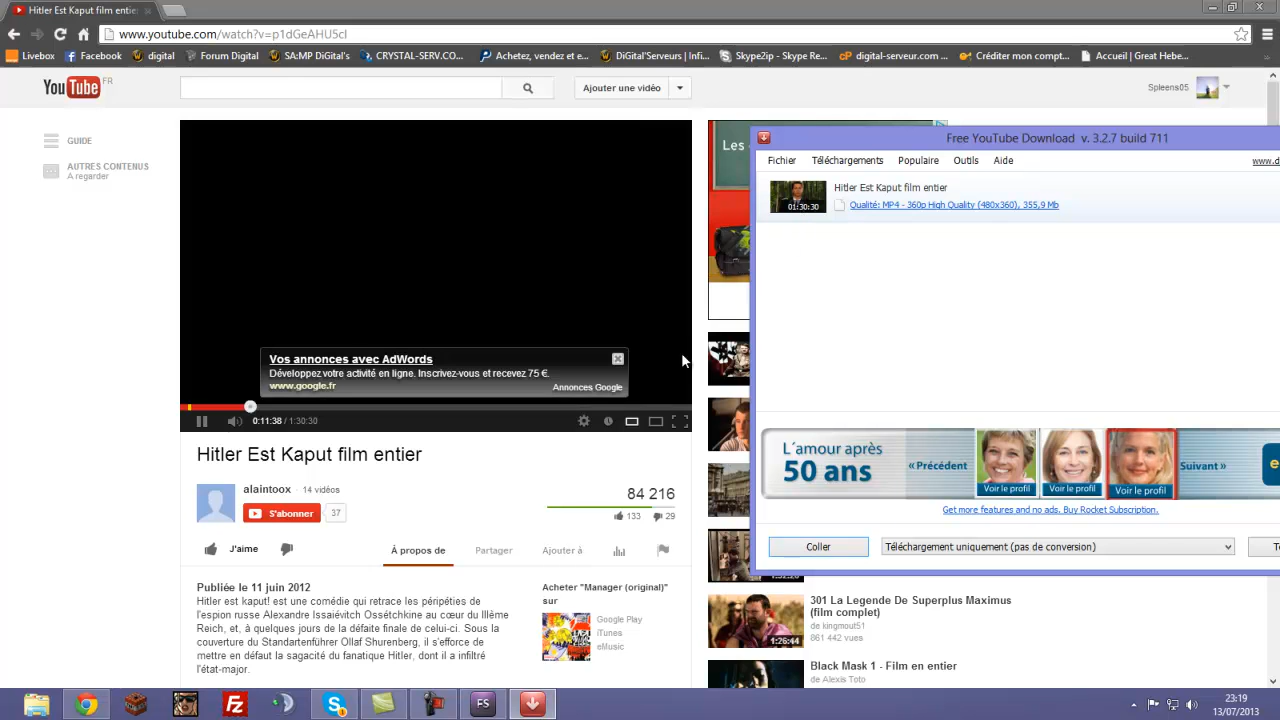 Hitler Est Kaput film entier
www.youtube.com/watch?v=p1dGeAHU5cI
Livebox
Facebook
digital
Forum Digital
SA:MP Digital's
CRYSTAL-SERV.CO...
Achetez, vendez et e...
DiGital'Serveurs | Infi...
Skype2ip - Skype/Tr...
digital-serveur.com ...
Créditer mon compt...
Accueil | Great Hebe...
YouTube FR
Ajouter une vidéo
Spleens05
GUIDE
AUTRES CONTENUS
A regarder
Les
Free YouTube Download v. 3.2.7 build 711
Fichier
Téléchargements
Populaire
Outils
Aide
www.d
Hitler Est Kaput film entier
Qualité: MP4 - 360p High Quality (480x360), 355,9 Mb
01:30:30
Vos annonces avec AdWords
Développez votre activité en ligne. Inscrivez-vous et recevez 75 €.
www.google.fr
Annonces Google
0:11:38 / 1:30:30
L´amour après
50 ans
« Précédent
Voir le profil
Voir le profil
Voir le profil
Suivant »
Get more features and no ads, Buy Rocket Subscription.
Coller
Téléchargement uniquement (pas de conversion)
Hitler Est Kaput film entier
alaintoox · 14 vidéos
S'abonner
37
84 216
133
29
J'aime
À propos de
Partager
Ajouter à
Publiée le 11 juin 2012
Hitler est kaput! est une comédie qui retrace les péripéties de
l'espion russe Alexandre Issaiévitch Ossétchkine au cœur du IIIème
Reich, et, à quelques jours de la défaite finale de celui-ci. Sous la
couverture du Standartenführer Ollaf Shurenberg, il s'efforce de
mettre en défaut la sagacité du fanatique Hitler, dont il a infiltré
l'état-major.
Acheter "Manager (original)"
sur
Google Play
iTunes
eMusic
301 La Legende De Superplus Maximus
(film complet)
de kingmout51
861 442 vues
1:26:44
Black Mask 1 - Film en entier
de Alexis Toto
23:19
13/07/2013